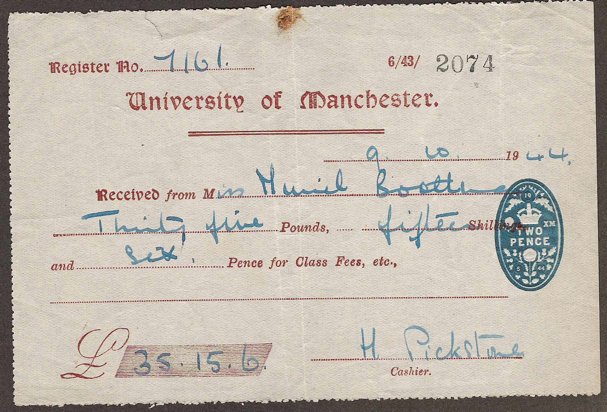 Register No. 7161. 6/43/ 2074
University of Manchester.
9 10 1944
Received from Miss Muriel
Thirty five Pounds, fifteen Shillings
and Six. Pence for Class Fees, etc.,
£ 35.15.6. H Pickstone
Cashier.
TWO
PENCE